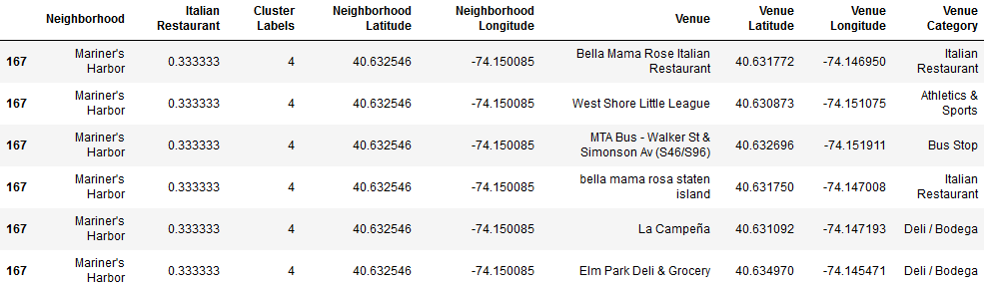 Neighborhood Italian Restaurant Cluster Labels Neighborhood Latitude Neighborhood Longitude Venue Venue Latitude Venue Longitude Venue Category
167 Mariner's Harbor 0.333333 4 40.632546 -74.150085 Bella Mama Rose Italian Restaurant 40.631772 -74.146950 Italian Restaurant
167 Mariner's Harbor 0.333333 4 40.632546 -74.150085 West Shore Little League 40.630873 -74.151075 Athletics & Sports
167 Mariner's Harbor 0.333333 4 40.632546 -74.150085 MTA Bus - Walker St & Simonson Av (S46/S96) 40.632696 -74.151911 Bus Stop
167 Mariner's Harbor 0.333333 4 40.632546 -74.150085 bella mama rosa staten island 40.631750 -74.147008 Italian Restaurant
167 Mariner's Harbor 0.333333 4 40.632546 -74.150085 La Campeña 40.631092 -74.147193 Deli / Bodega
167 Mariner's Harbor 0.333333 4 40.632546 -74.150085 Elm Park Deli & Grocery 40.634970 -74.145471 Deli / Bodega